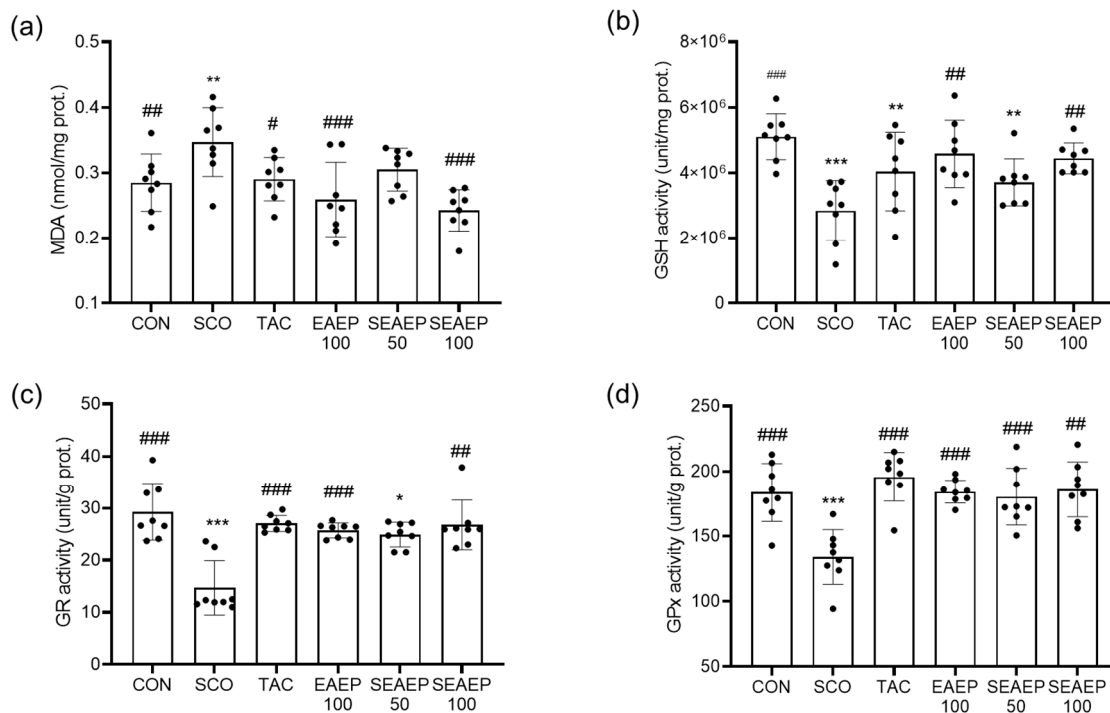 (a)
MDA (nmol/mg prot.)
0.5
0.4
0.3
0.2
0.1
##
**
#
###
###
CON SCO TAC EAEP SEAEP SEAEP
100 50 100
(b)
GSH activity (unit/mg prot.)
8×10⁶
6×10⁶
4×10⁶
2×10⁶
0
###
***
**
##
**
##
CON SCO TAC EAEP SEAEP SEAEP
100 50 100
(c)
GR activity (unit/g prot.)
50
40
30
20
10
0
###
***
###
###
*
##
CON SCO TAC EAEP SEAEP SEAEP
100 50 100
(d)
GPx activity (unit/g prot.)
250
200
150
100
50
###
***
###
###
###
##
CON SCO TAC EAEP SEAEP SEAEP
100 50 100